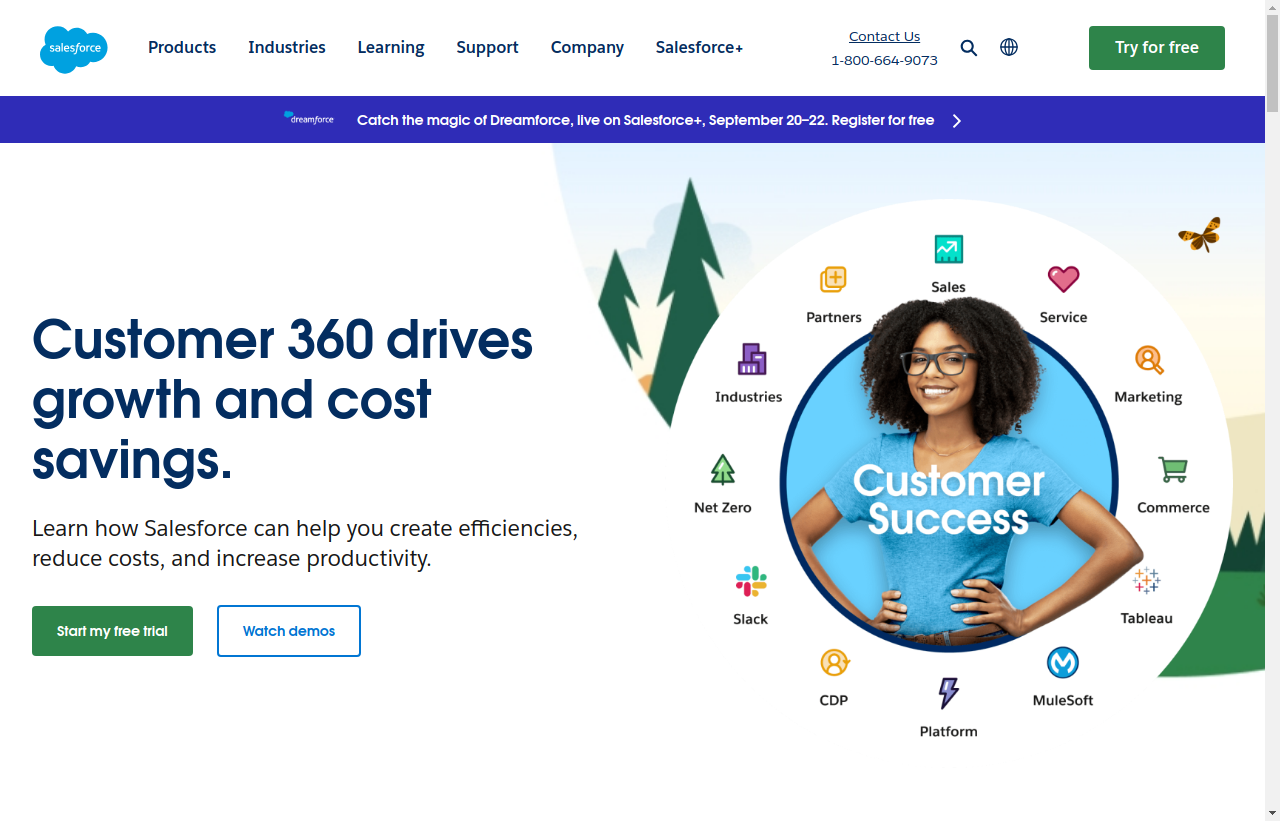 salesforce
Products
Industries
Learning
Support
Company
Salesforce+
Contact Us
1-800-664-9073
Try for free
dreamforce
Catch the magic of Dreamforce, live on Salesforce+, September 20–22. Register for free
Customer 360 drives
growth and cost
savings.
Learn how Salesforce can help you create efficiencies,
reduce costs, and increase productivity.
Start my free trial
Watch demos
Sales
Partners
Service
Industries
Marketing
Customer
Success
Net Zero
Commerce
Slack
Tableau
CDP
MuleSoft
Platform